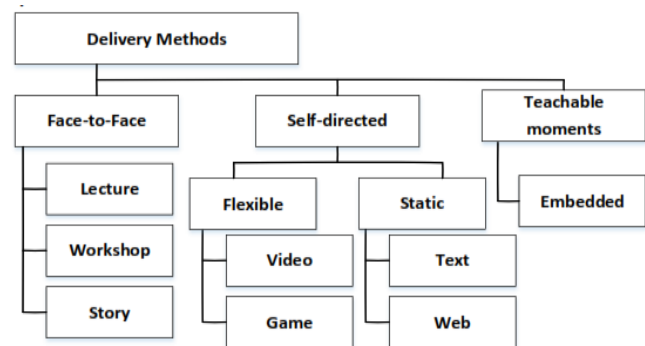 Delivery Methods
Face-to-Face
Self-directed
Teachable
moments
Lecture
Flexible
Static
Embedded
Workshop
Video
Text
Story
Game
Web